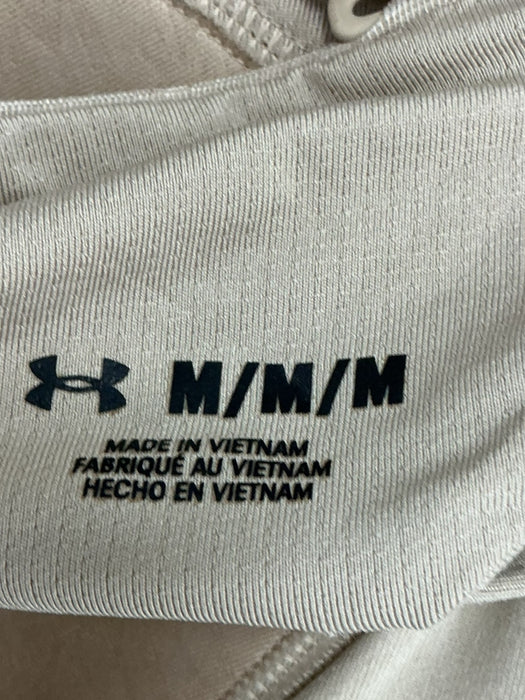 M/M/M
MADE IN VIETNAM
FABRIQUÉ AU VIETNAM
HECHO EN VIETNAM